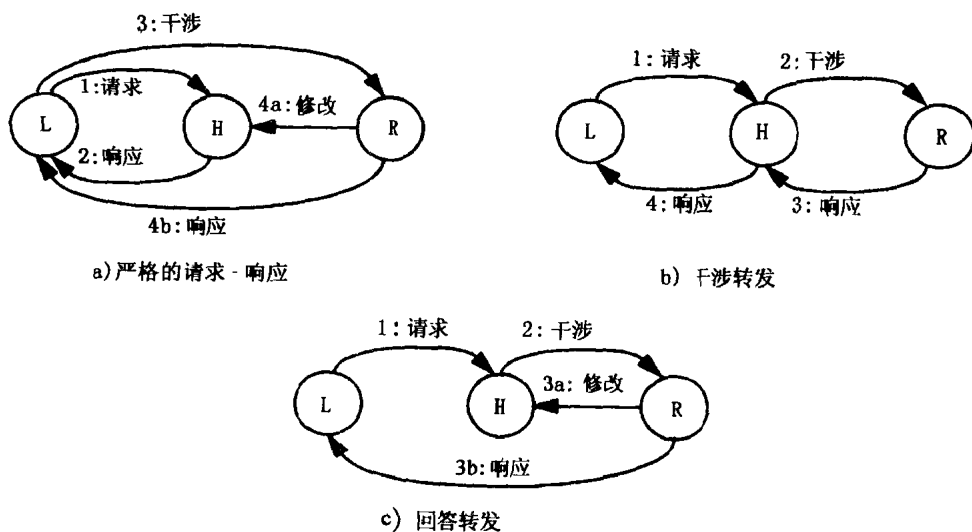 3:干涉
1:请求
L
H
4a:修改
R
2:响应
4b:响应
a)严格的请求-响应
1:请求
2:干涉
L
H
R
4:响应
3:响应
b) 干涉转发
1:请求
2:干涉
3a:修改
L
H
R
3b:响应
c) 回答转发